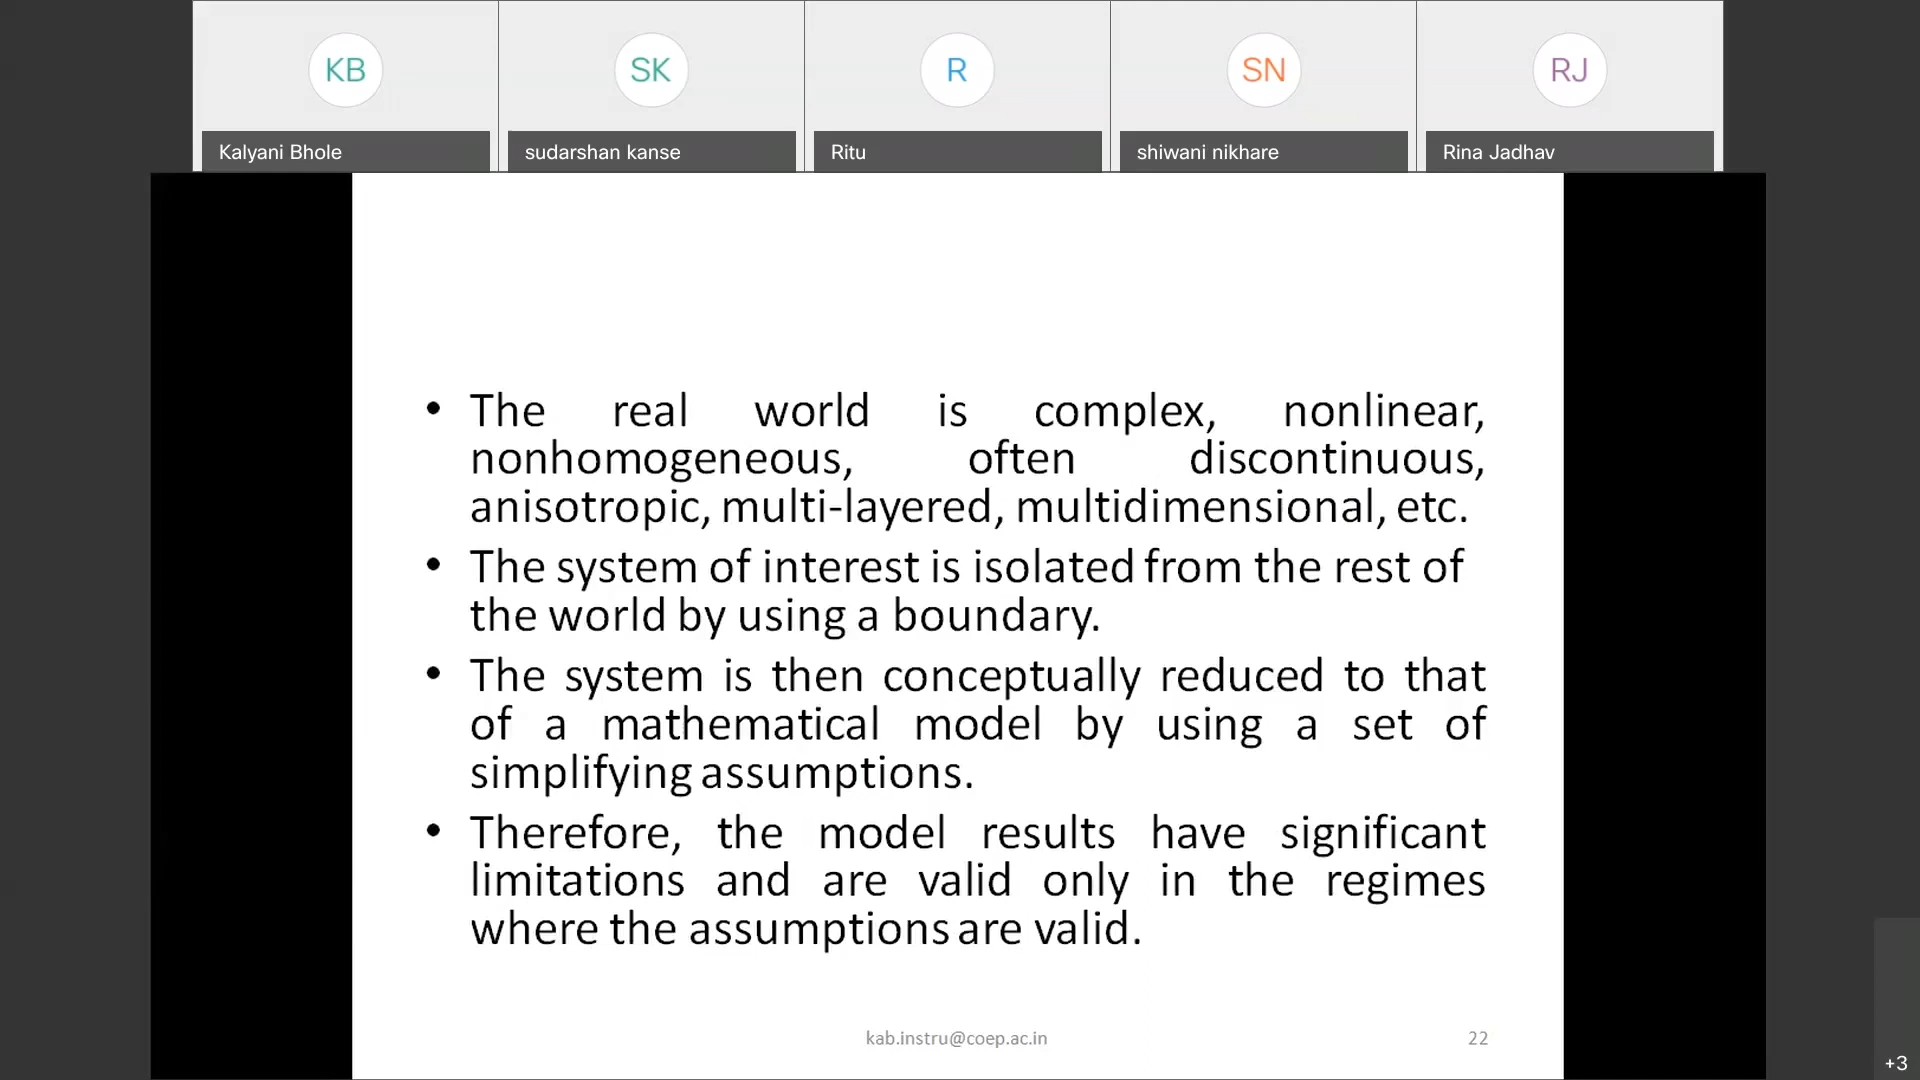 KB
SK
R
SN
RJ
Kalyani Bhole
sudarshan kanse
Ritu
shiwani nikhare
Rina Jadhav
• The real world is complex, nonlinear,
nonhomogeneous, often discontinuous,
anisotropic, multi-layered, multidimensional, etc.
• The system of interest is isolated from the rest of
the world by using a boundary.
• The system is then conceptually reduced to that
of a mathematical model by using a set of
simplifying assumptions.
• Therefore, the model results have significant
limitations and are valid only in the regimes
where the assumptions are valid.
kab.instru@coep.ac.in
22
+3